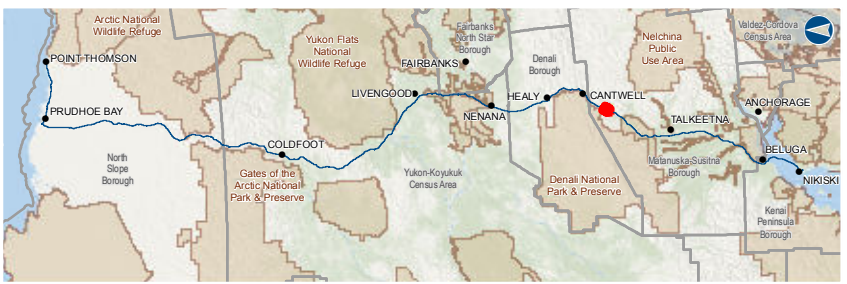 Arctic National
Wildlife Refuge
POINT THOMSON
PRUDHOE BAY
North
Slope
Borough
COLDFOOT
Gates of the
Arctic National
Park & Preserve
Yukon Flats
National
Wildlife Refuge
LIVENGOOD
FAIRBANKS
Fairbanks
North Star
Borough
NENANA
Yukon-Koyukuk
Census Area
Denali
Borough
HEALY
CANTWELL
Denali National
Park & Preserve
Nelchina
Public
Use Area
TALKEETNA
Matanuska-Susitna
Borough
Valdez-Cordova
Census Area
ANCHORAGE
BELUGA
NIKISKI
Kenai
Peninsula
Borough